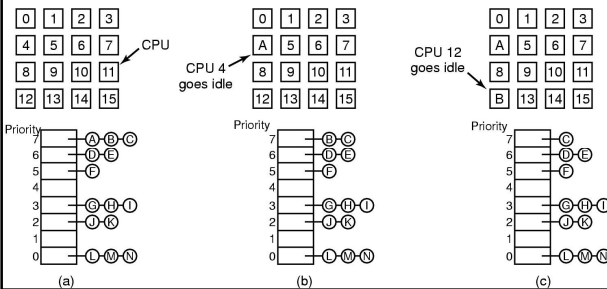 0 1 2 3
4 5 6 7
CPU
8 9 10 11
12 13 14 15
Priority
7 A B C
6 D E
5 F
4
3 G H I
2 J K
1
0 L M N
(a)
0 1 2 3
A 5 6 7
CPU 4
goes idle
8 9 10 11
12 13 14 15
Priority
7 B C
6 D E
5 F
4
3 G H I
2 J K
1
0 L M N
(b)
0 1 2 3
A 5 6 7
CPU 12
goes idle
8 9 10 11
B 13 14 15
Priority
7 C
6 D E
5 F
4
3 G H I
2 J K
1
0 L M N
(c)